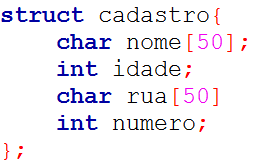 struct cadastro{
    char nome[50];
    int idade;
    char rua[50]
    int numero;
};